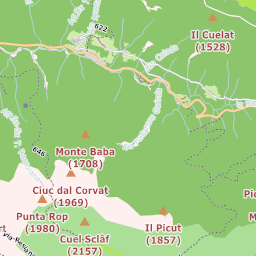 Il Cuelat
(1528)
622
646
Monte Baba
(1708)
Ciuc dal Corvat
(1969)
Punta Rop
(1980)
Cuel Sclâf
(2157)
Il Picut
(1857)